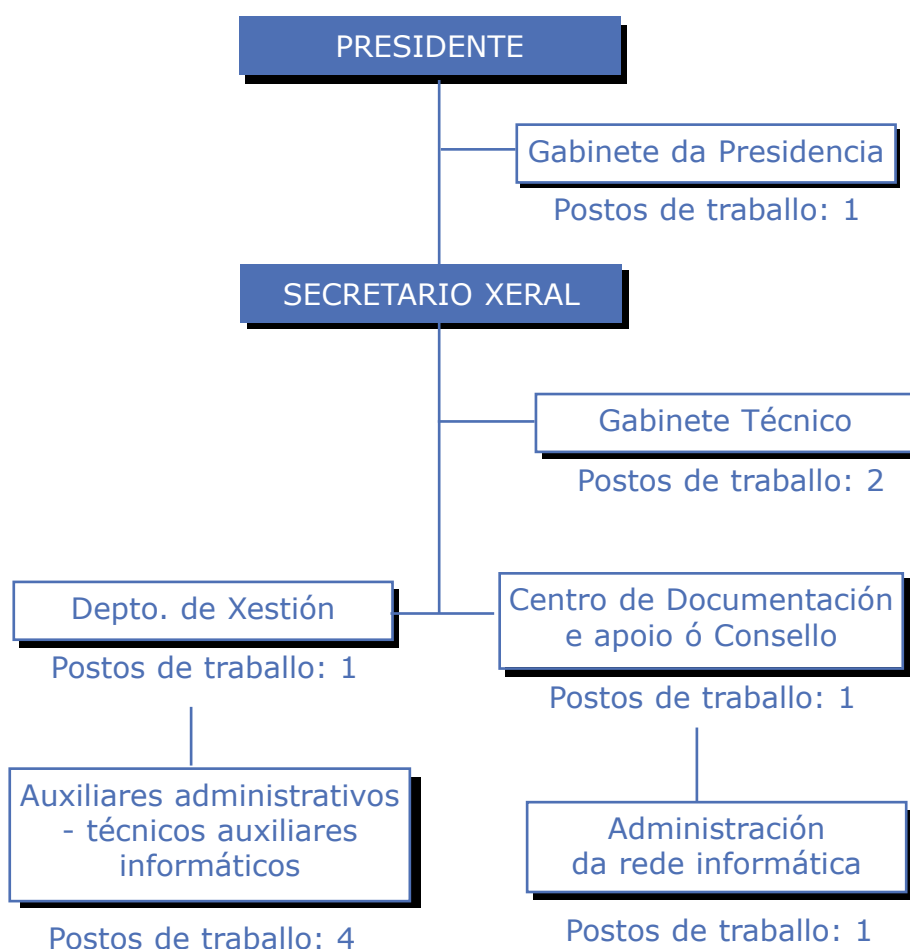 PRESIDENTE
Gabinete da Presidencia
Postos de traballo: 1
SECRETARIO XERAL
Gabinete Técnico
Postos de traballo: 2
Depto. de Xestión
Postos de traballo: 1
Centro de Documentación
e apoio ó Consello
Postos de traballo: 1
Auxiliares administrativos
- técnicos auxiliares
informáticos
Postos de traballo: 4
Administración
da rede informática
Postos de traballo: 1